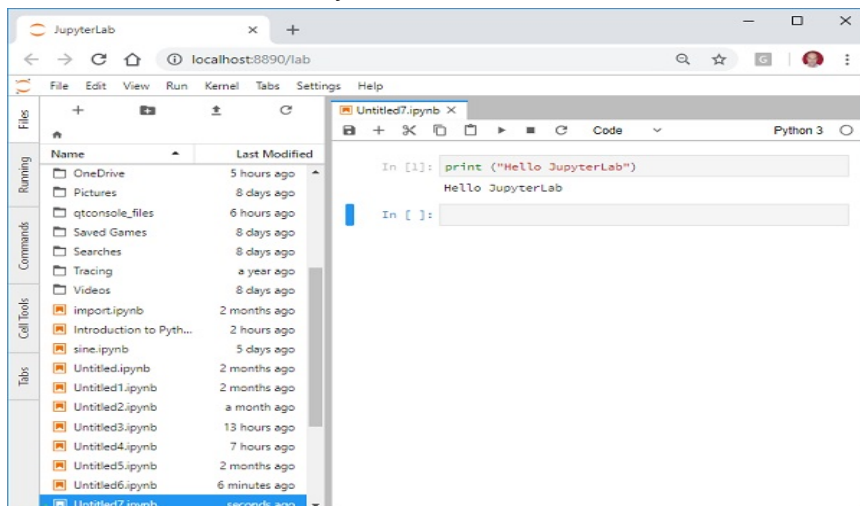 JupyterLab
localhost:8890/lab
G
File Edit View Run Kernel Tabs Settings Help
Files
Running
Commands
Cell Tools
Tabs
Name Last Modified
OneDrive 5 hours ago
Pictures 8 days ago
qtconsole_files 6 hours ago
Saved Games 8 days ago
Searches 8 days ago
Tracing a year ago
Videos 8 days ago
import.ipynb 2 months ago
Introduction to Pyth... 2 hours ago
sine.ipynb 5 days ago
Untitled.ipynb 2 months ago
Untitled1.ipynb 2 months ago
Untitled2.ipynb a month ago
Untitled3.ipynb 13 hours ago
Untitled4.ipynb 7 hours ago
Untitled5.ipynb 2 months ago
Untitled6.ipynb 6 minutes ago
Untitled7.ipynb seconds ago
Untitled7.ipynb
Code Python 3
In [1]: print ("Hello JupyterLab")
Hello JupyterLab
In [ ]: